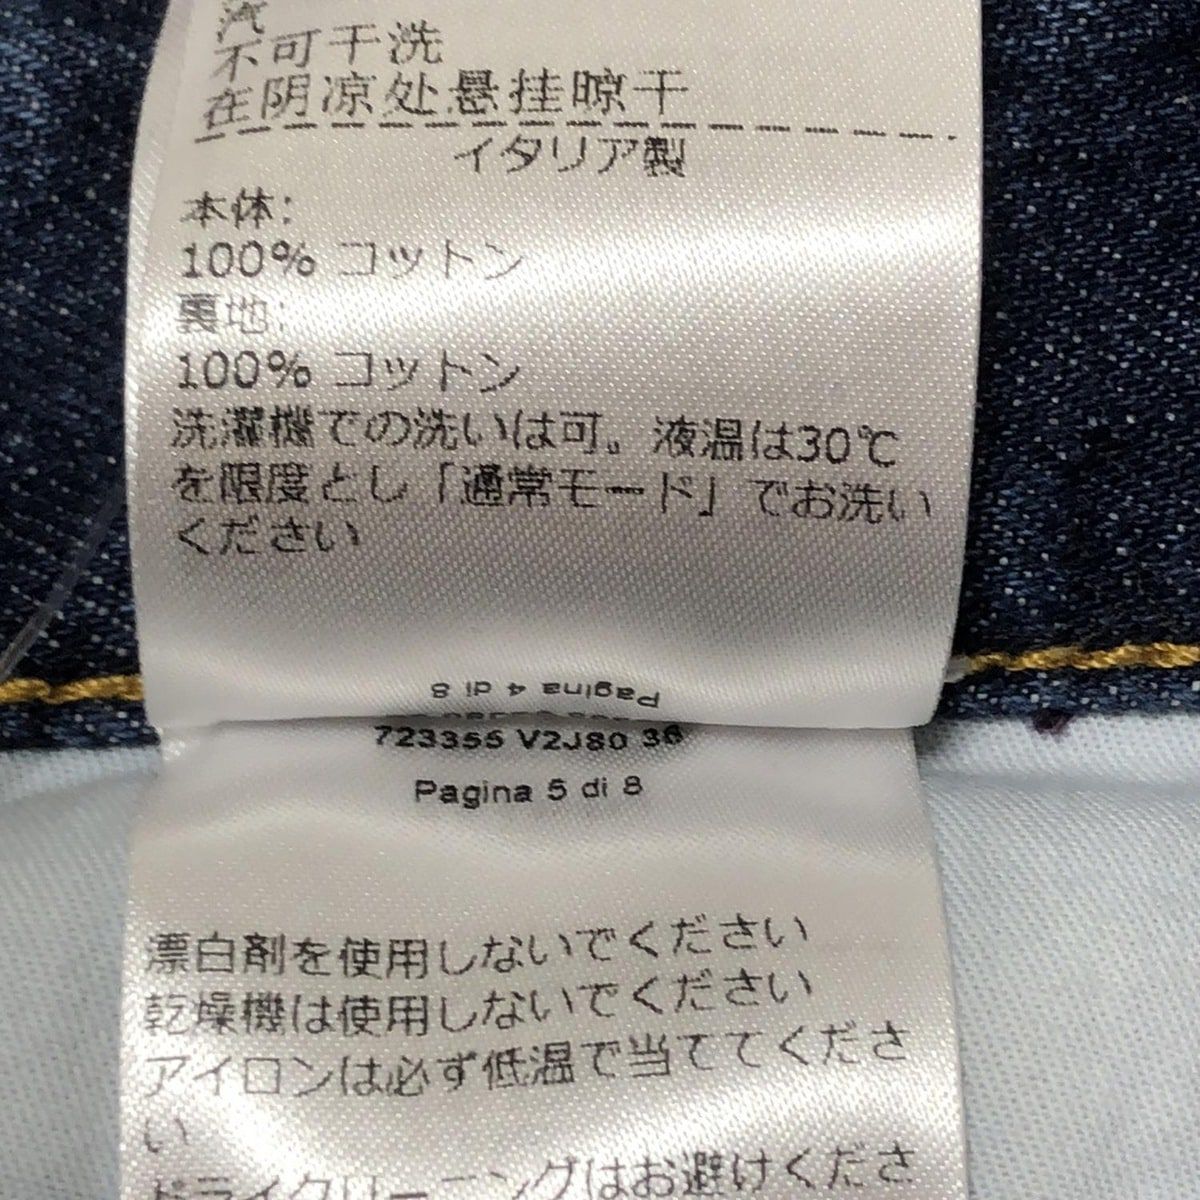 汽
不可干洗
在阴凉处悬挂晾干
イタリア製
本体:
100% コットン
裏地:
100% コットン
洗濯機での洗いは可。液温は30℃
を限度とし「通常モード」でお洗い
ください
Pagina 4 di 8
723355 V2J80 36
Pagina 5 di 8
漂白剤を使用しないでください
乾燥機は使用しないでください
アイロンは必ず低温で当ててくださ
い
ドライクリーニングはお避けくださ